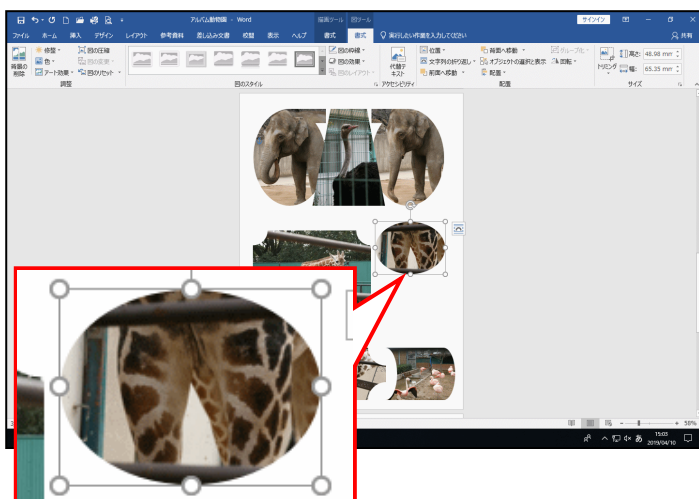 アルバム動物園 - Word
描画ツール 図ツール
サインイン
ファイル ホーム 挿入 デザイン レイアウト 参考資料 差し込み文書 校閲 表示 ヘルプ 書式 書式 実行したい作業を入力してください 共有
背景の
削除
修整
色
アート効果
図の圧縮
図の変更
図のリセット
調整
図のスタイル
図の枠線
図の効果
図のレイアウト
代替テ
キスト
アクセシビリティ
位置
文字列の折り返し
前面へ移動
背面へ移動
オブジェクトの選択と表示
配置
グループ化
回転
配置
トリミング
高さ: 48.98 mm
幅: 65.35 mm
サイズ
58%
あ
15:03
2019/04/10